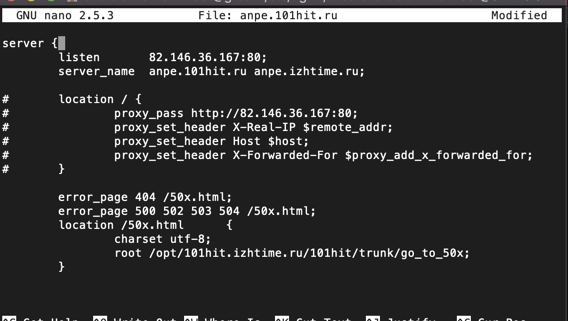 GNU nano 2.5.3 File: anpe.101hit.ru Modified
server {
listen 82.146.36.167:80;
server_name anpe.101hit.ru anpe.izhtime.ru;
# location / {
# proxy_pass http://82.146.36.167:80;
# proxy_set_header X-Real-IP $remote_addr;
# proxy_set_header Host $host;
# proxy_set_header X-Forwarded-For $proxy_add_x_forwarded_for;
# }
error_page 404 /50x.html;
error_page 500 502 503 504 /50x.html;
location /50x.html {
charset utf-8;
root /opt/101hit.izhtime.ru/101hit/trunk/go_to_50x;
}